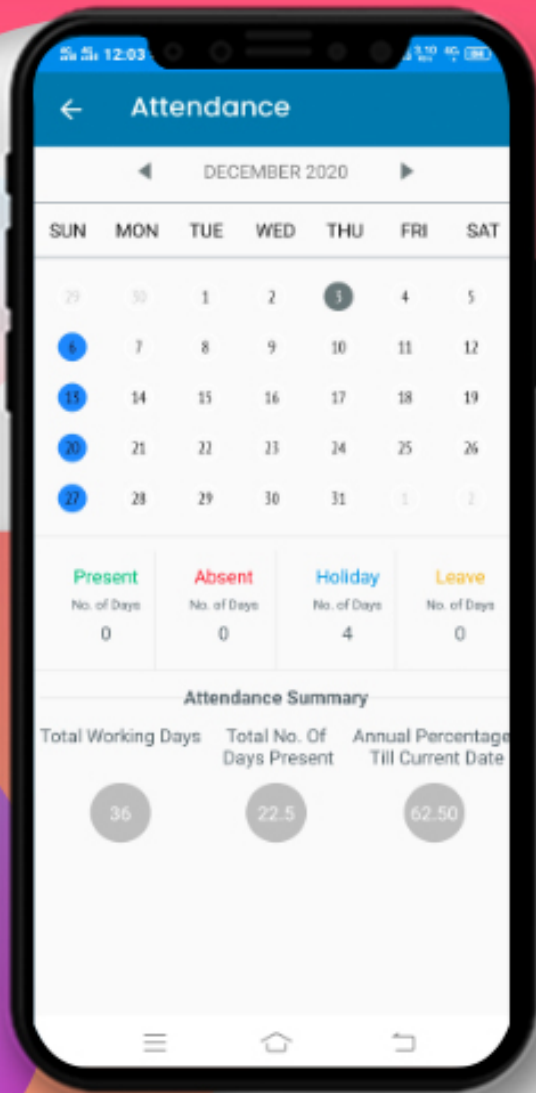 12:03
Attendance
DECEMBER 2020
SUN MON TUE WED THU FRI SAT
29 30 1 2 3 4 5
6 7 8 9 10 11 12
13 14 15 16 17 18 19
20 21 22 23 24 25 26
27 28 29 30 31 1 2
Present Absent Holiday Leave
No. of Days No. of Days No. of Days No. of Days
0 0 4 0
Attendance Summary
Total Working Days Total No. Of Annual Percentage
Days Present Till Current Date
36 22.5 62.50